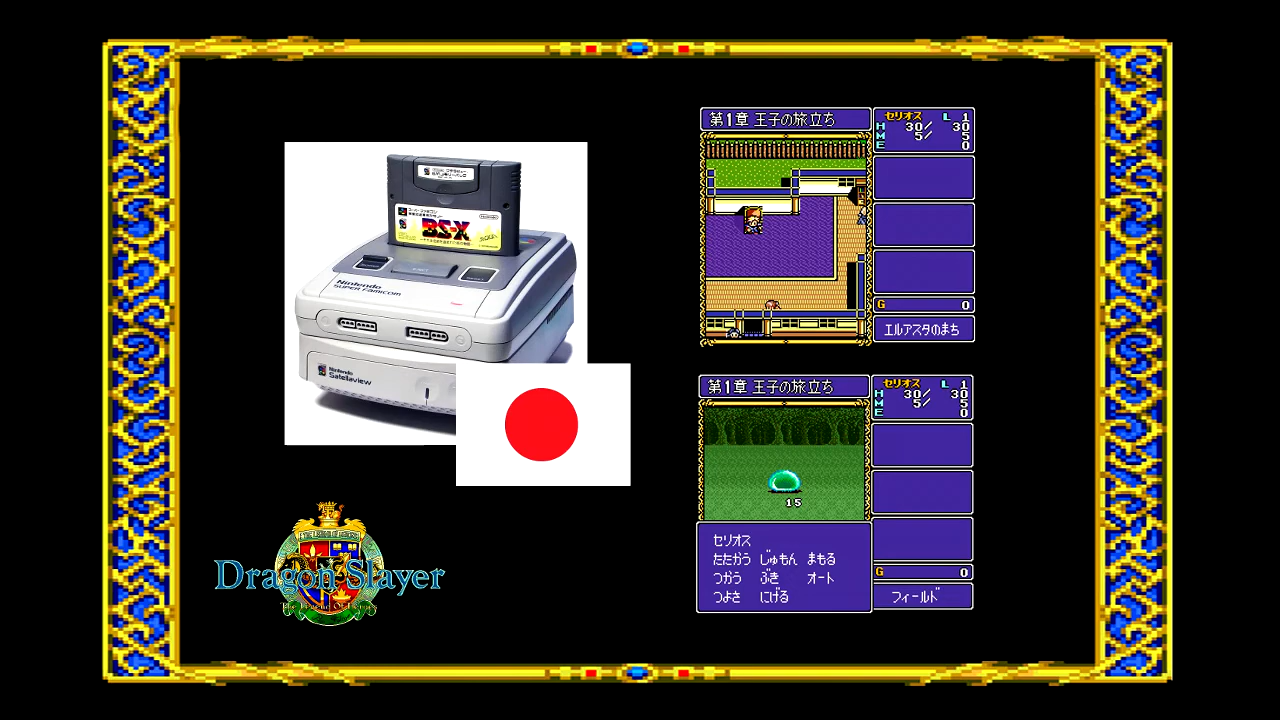 BS-X
Nintendo
SUPER FAMICOM
Nintendo
Satellaview
Dragon Slayer
The Legend Of Heroes
第1章 王子の旅立ち
セリオス L 1
H 30/ 30
M 5/ 5
E 0
G 0
エルアスタのまち
第1章 王子の旅立ち
セリオス L 1
H 30/ 30
M 5/ 5
E 0
15
セリオス
たたかう じゅもん まもる
つかう ぶき オート
つよさ にげる
G 0
フィールド